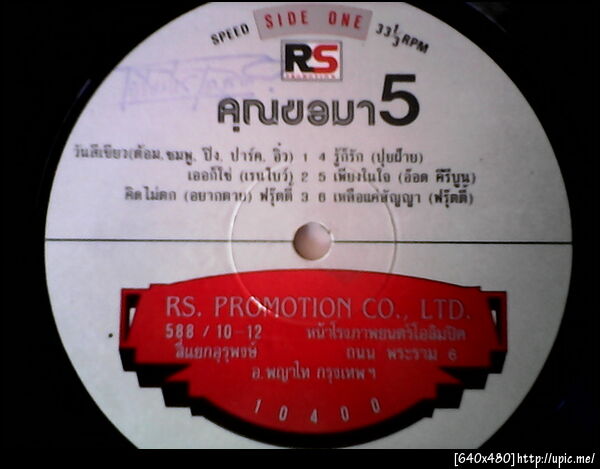 SPEED SIDE ONE 33 1/3 RPM
RS
PROMOTION
คุณขอมา 5
วันสีเขียว(ต้อม.ชมพู. ปิง. ปาร์ค. อิ๋ว) 1 4 รู้ก็รัก (ปุยฝ้าย)
เออก็ใช่ (เรนโบว์) 2 5 เพียงในใจ (อ๊อด คีรีบูน)
คิดไม่ตก (อยากตาย) ฟรุ๊ตตี้ 3 6 เหลือแค่สัญญา (ฟรุ๊ตตี้)
RS. PROMOTION CO., LTD.
588 / 10-12 หน้าโรงภาพยนตร์โอลิมปิค
สี่แยกอุรุพงษ์ ถนน พระราม 6
อ.พญาไท กรุงเทพฯ
10400
[640x480]http://upic.me/